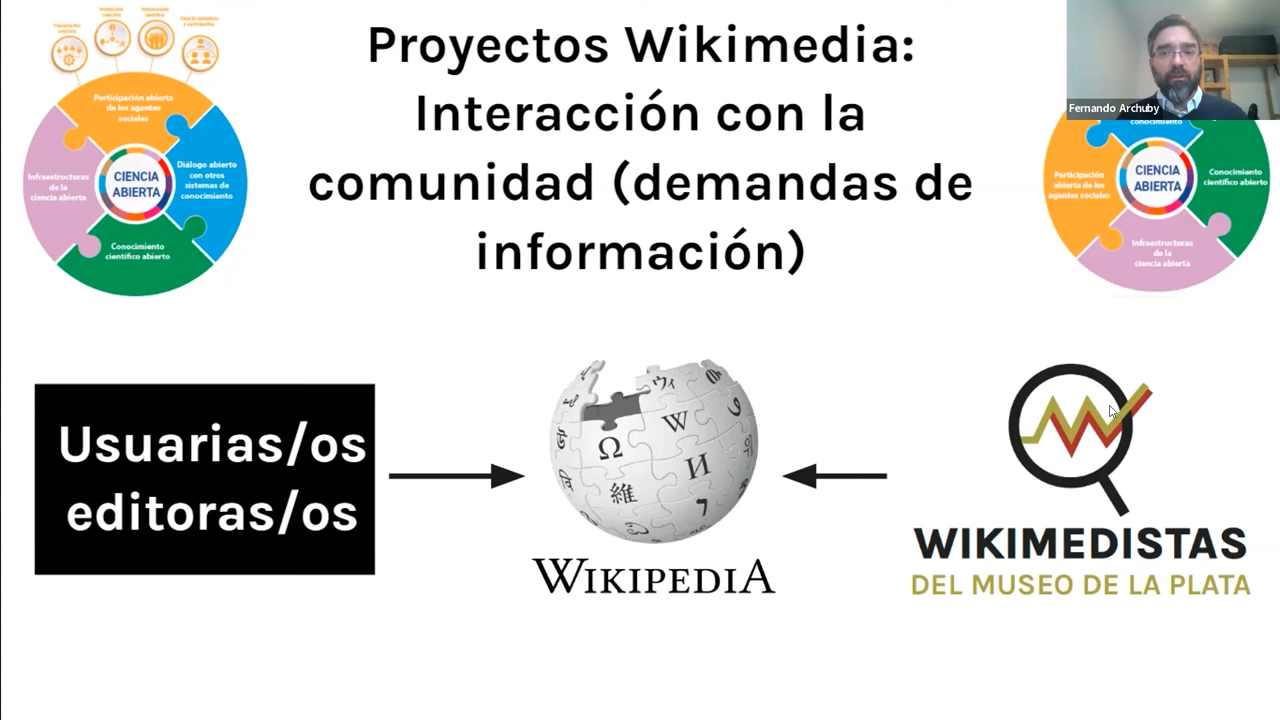 Proyectos Wikimedia:
Interacción con la
comunidad (demandas de
información)
Participación abierta
de los agentes
sociales
Infraestructuras
de la
ciencia abierta
CIENCIA
ABIERTA
Diálogo abierto
con otros
sistemas de
conocimiento
Conocimiento
científico abierto
Fernando Archuby
conocimiento
Participación
abierta de los
agentes sociales
CIENCIA
ABIERTA
Conocimiento
científico abierto
Infraestructuras
de la
ciencia abierta
Usuarias/os
editoras/os
Ω
W
И
維
WIKIPEDIA
WIKIMEDISTAS
DEL MUSEO DE LA PLATA